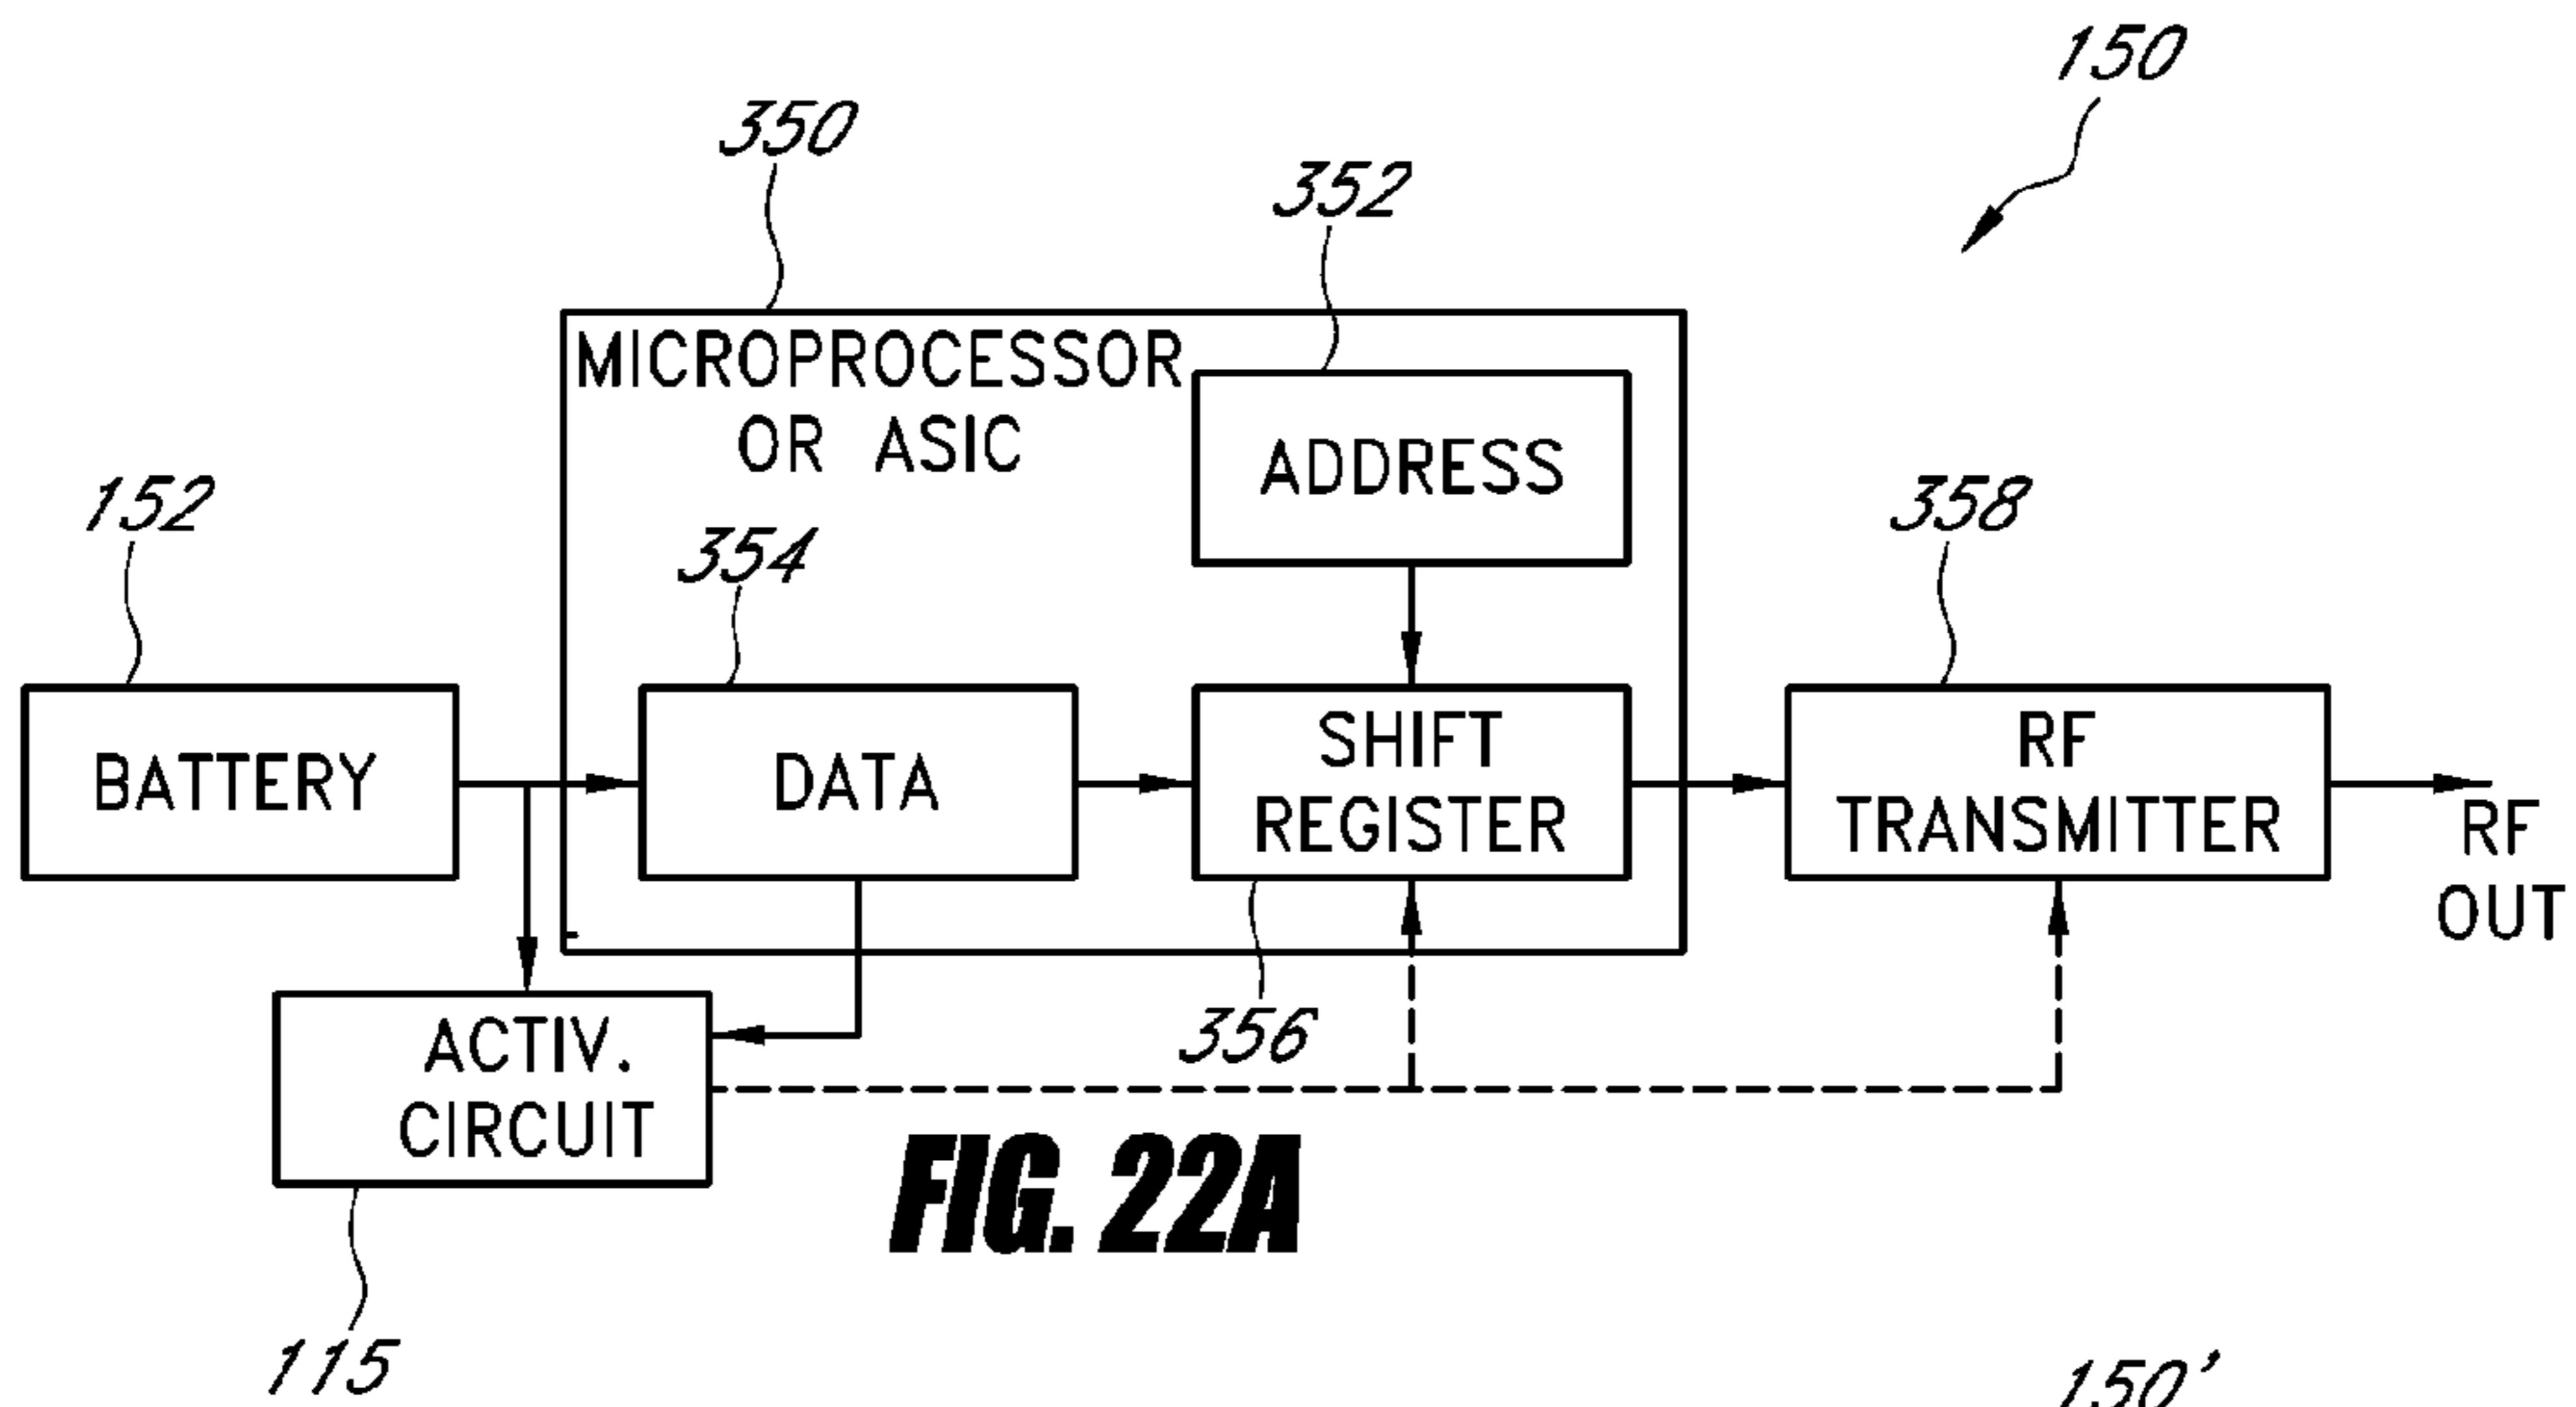 150
350
352
MICROPROCESSOR
OR ASIC
ADDRESS
152
354
358
BATTERY
DATA
SHIFT
REGISTER
RF
TRANSMITTER
RF
OUT
ACTIV.
CIRCUIT
356
FIG. 22A
115
150'